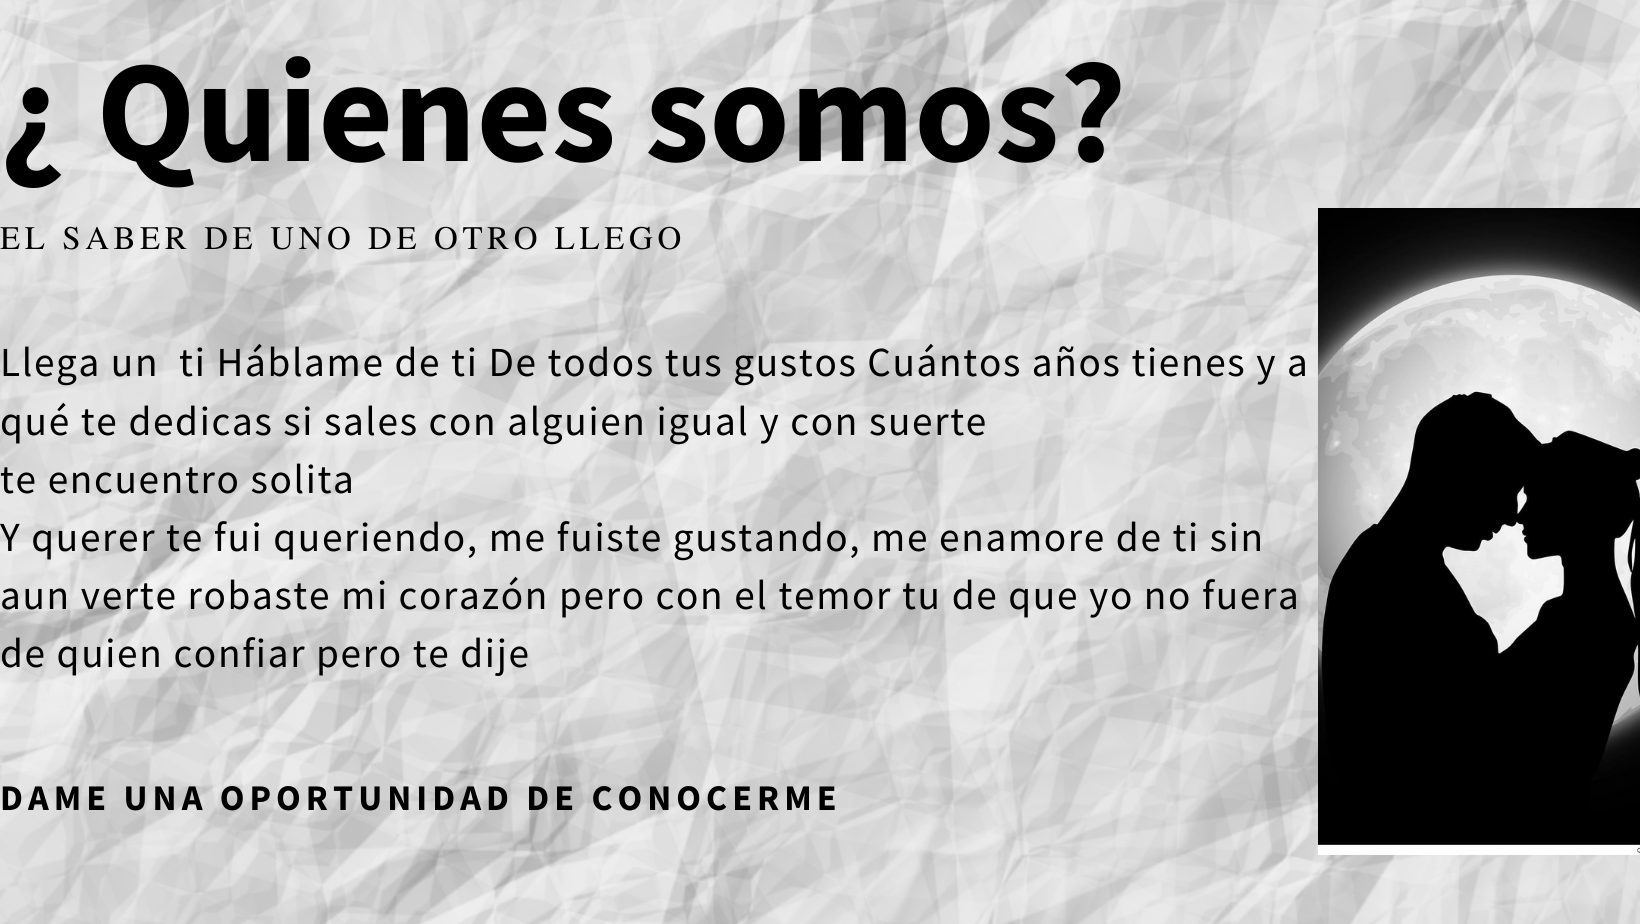 ¿ Quienes somos?
EL SABER DE UNO DE OTRO LLEGO
Llega un  ti Háblame de ti De todos tus gustos Cuántos años tienes y a
qué te dedicas si sales con alguien igual y con suerte
te encuentro solita
Y querer te fui queriendo, me fuiste gustando, me enamore de ti sin
aun verte robaste mi corazón pero con el temor tu de que yo no fuera
de quien confiar pero te dije
DAME UNA OPORTUNIDAD DE CONOCERME